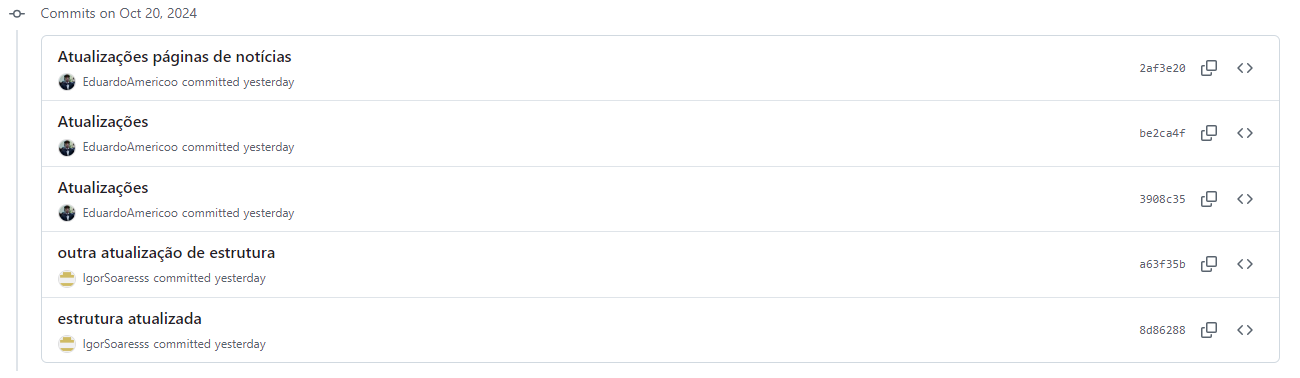 Commits on Oct 20, 2024
Atualizações páginas de notícias
EduardoAmericoo committed yesterday
2af3e20
Atualizações
EduardoAmericoo committed yesterday
be2ca4f
Atualizações
EduardoAmericoo committed yesterday
3908c35
outra atualização de estrutura
IgorSoaresss committed yesterday
a63f35b
estrutura atualizada
IgorSoaresss committed yesterday
8d86288